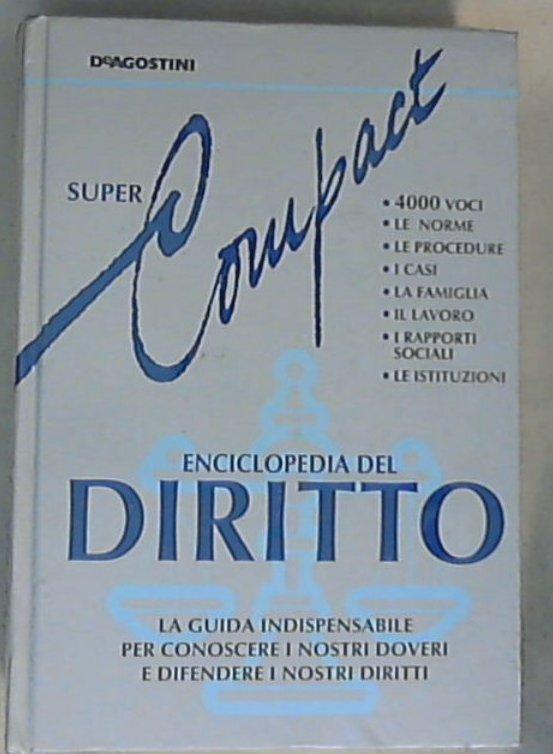 DeAGOSTINI
SUPER
Compact
• 4000 VOCI
• LE NORME
• LE PROCEDURE
• I CASI
• LA FAMIGLIA
• IL LAVORO
• I RAPPORTI
SOCIALI
• LE ISTITUZIONI
ENCICLOPEDIA DEL
DIRITTO
LA GUIDA INDISPENSABILE
PER CONOSCERE I NOSTRI DOVERI
E DIFENDERE I NOSTRI DIRITTI